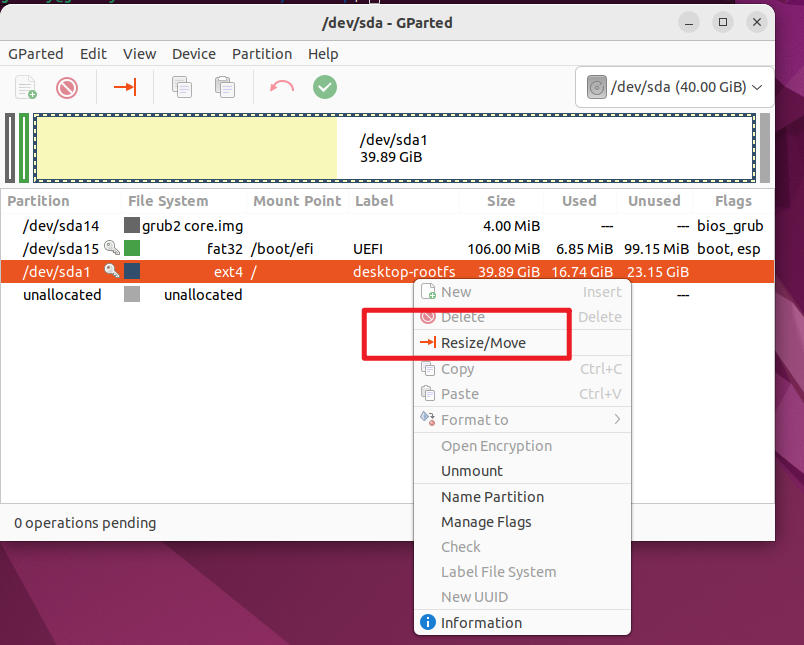 /dev/sda - GParted
GParted Edit View Device Partition Help
/dev/sda (40.00 GiB)
/dev/sda1
39.89 GiB
Partition File System Mount Point Label Size Used Unused Flags
/dev/sda14 grub2 core.img 4.00 MiB --- --- bios_grub
/dev/sda15 fat32 /boot/efi UEFI 106.00 MiB 6.85 MiB 99.15 MiB boot, esp
/dev/sda1 ext4 / desktop-rootfs 39.89 GiB 16.74 GiB 23.15 GiB
unallocated unallocated ---
New Insert
Delete Delete
Resize/Move
Copy Ctrl+C
Paste Ctrl+V
Format to
Open Encryption
Unmount
Name Partition
Manage Flags
Check
Label File System
New UUID
Information
0 operations pending